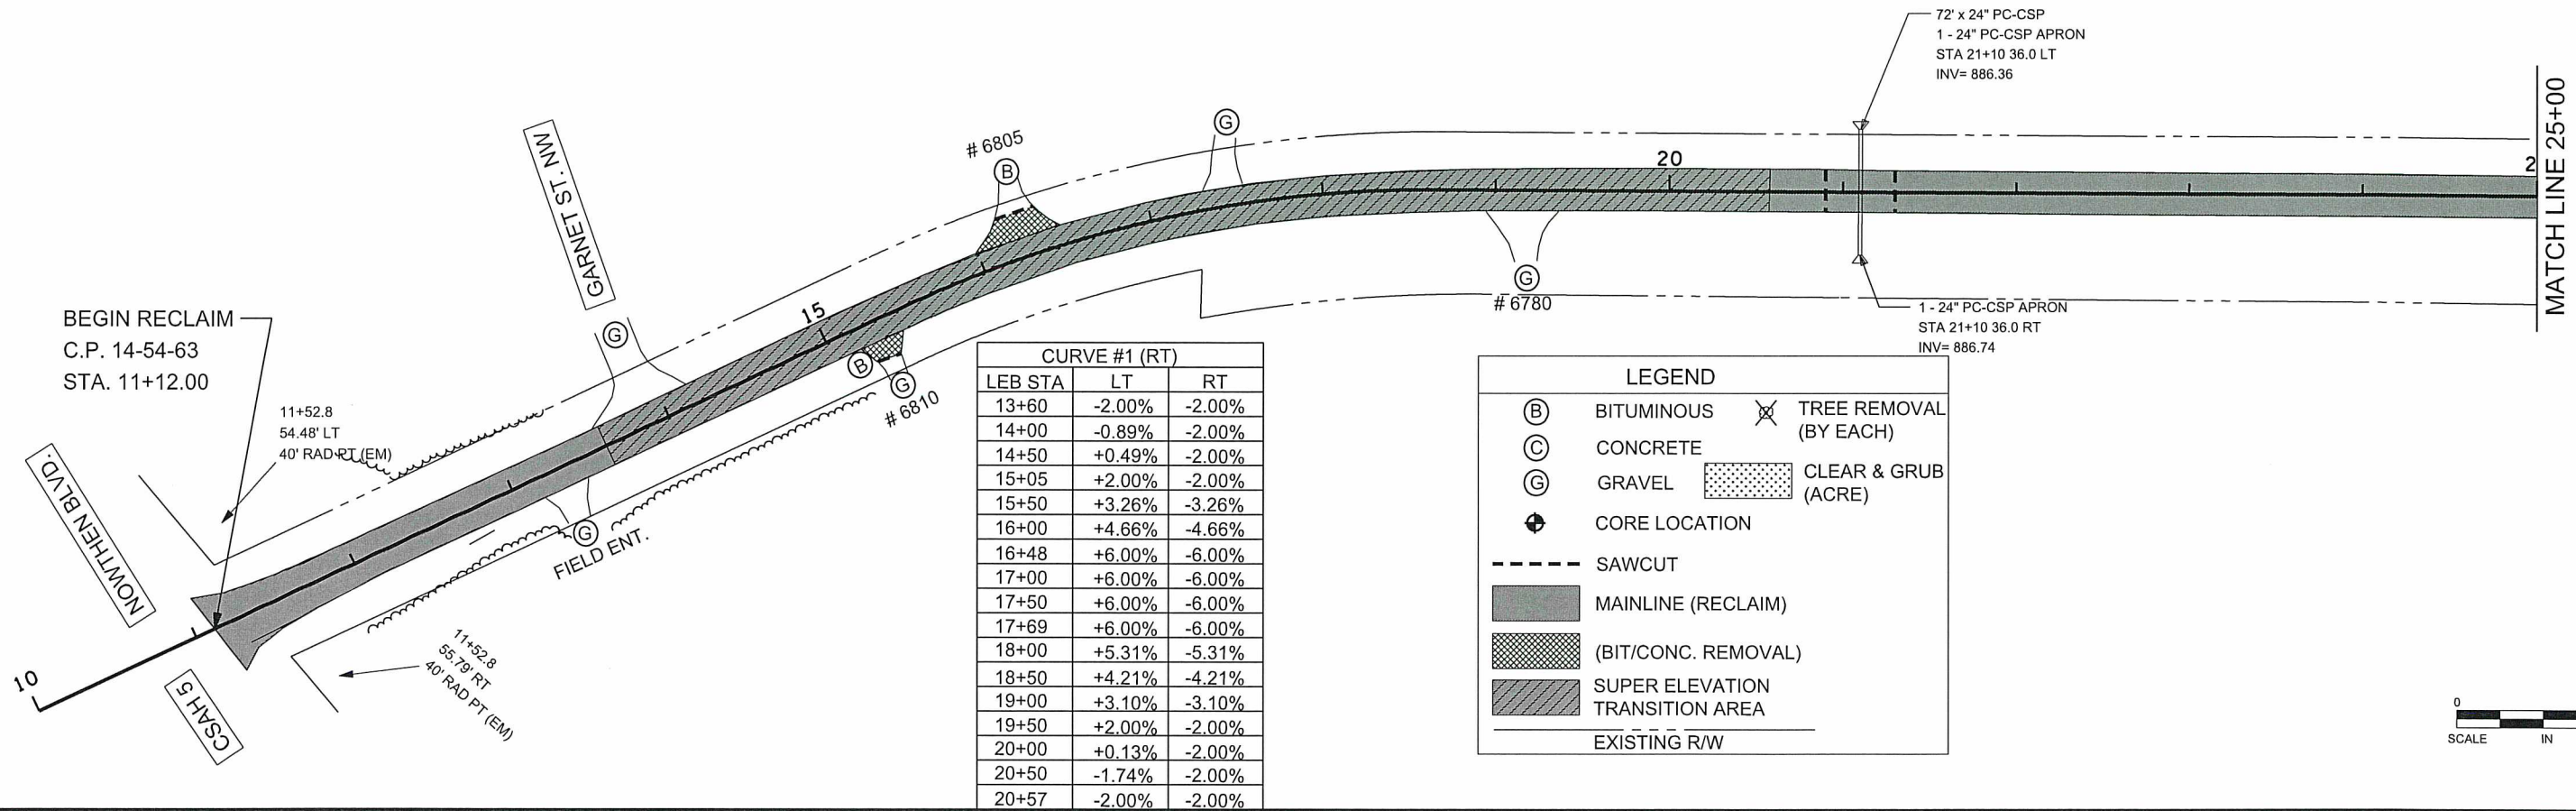 72' x 24" PC-CSP
1 - 24" PC-CSP APRON
STA 21+10 36.0 LT
INV= 886.36
MATCH LINE 25+00
# 6805
B
G
20
2
GARNET ST. NW
G
15
BEGIN RECLAIM
C.P. 14-54-63
STA. 11+12.00
11+52.8
54.48' LT
40' RAD PT (EM)
NOWTHEN BLVD.
10
CSAH 5
11+52.8
55.79' RT
40' RAD PT (EM)
G
FIELD ENT.
B
G
# 6810
G
# 6780
1 - 24" PC-CSP APRON
STA 21+10 36.0 RT
INV= 886.74
CURVE #1 (RT)
LEB STA LT RT
13+60 -2.00% -2.00%
14+00 -0.89% -2.00%
14+50 +0.49% -2.00%
15+05 +2.00% -2.00%
15+50 +3.26% -3.26%
16+00 +4.66% -4.66%
16+48 +6.00% -6.00%
17+00 +6.00% -6.00%
17+50 +6.00% -6.00%
17+69 +6.00% -6.00%
18+00 +5.31% -5.31%
18+50 +4.21% -4.21%
19+00 +3.10% -3.10%
19+50 +2.00% -2.00%
20+00 +0.13% -2.00%
20+50 -1.74% -2.00%
20+57 -2.00% -2.00%
LEGEND
B BITUMINOUS
C CONCRETE
G GRAVEL
CORE LOCATION
SAWCUT
MAINLINE (RECLAIM)
(BIT/CONC. REMOVAL)
SUPER ELEVATION
TRANSITION AREA
EXISTING R/W
TREE REMOVAL
(BY EACH)
CLEAR & GRUB
(ACRE)
0
SCALE IN